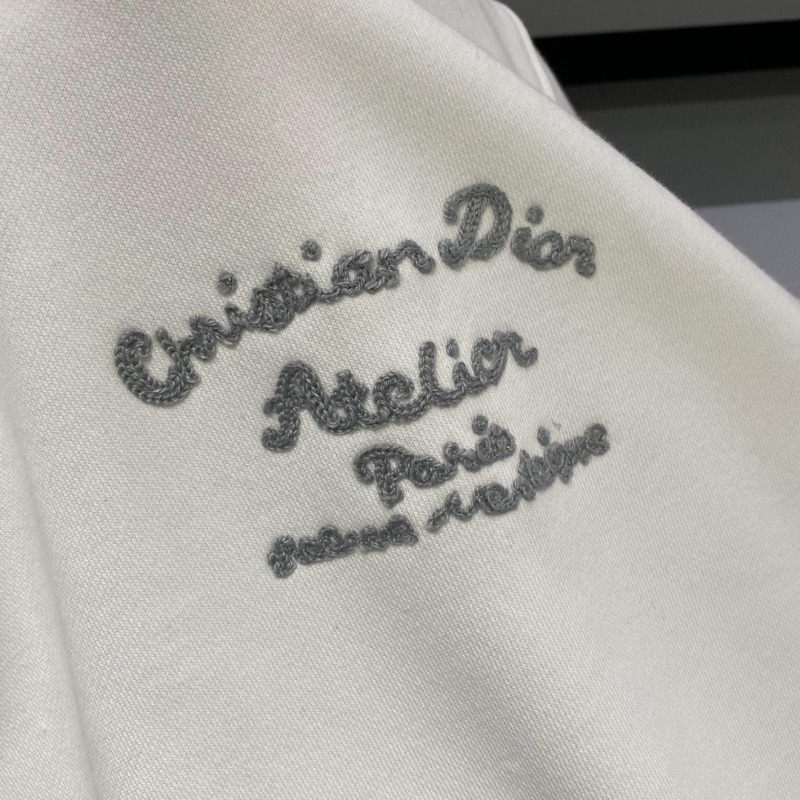 Christian Dior
Atelier
Paris